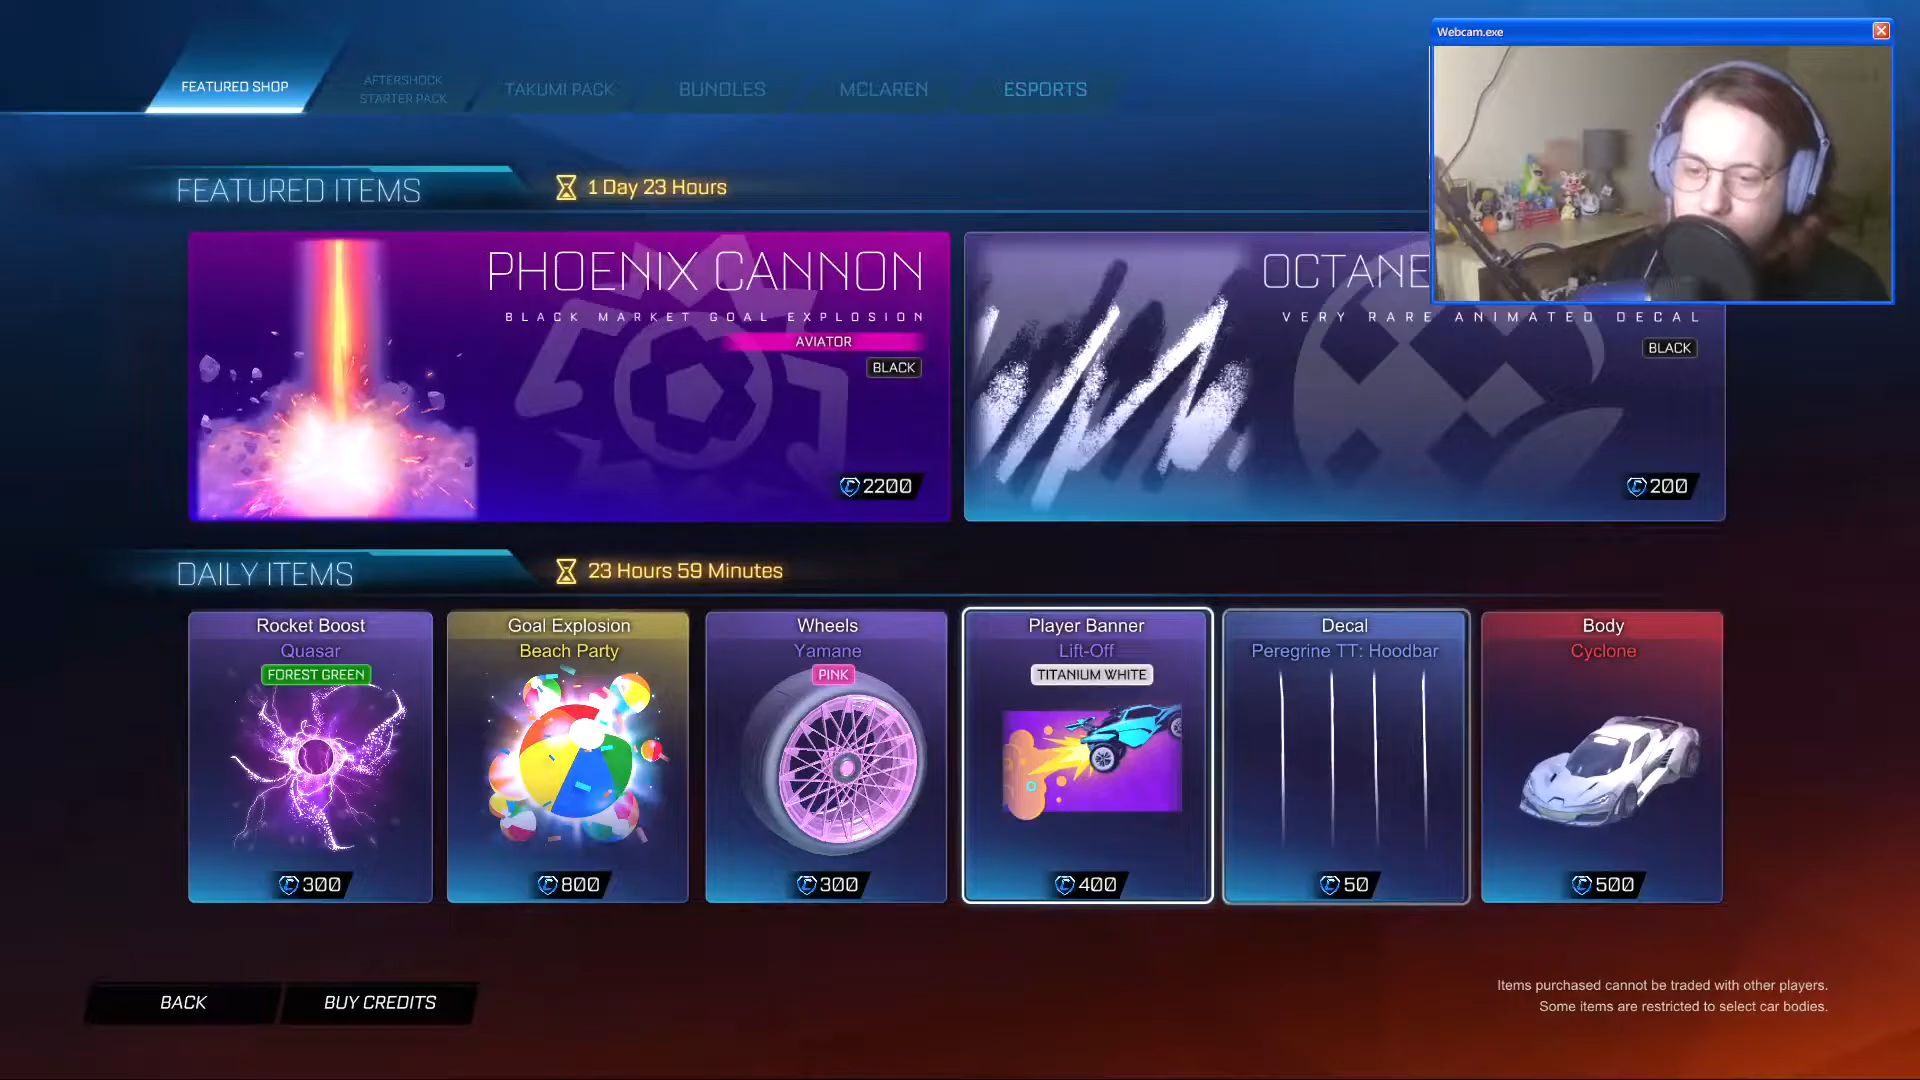 Webcam.exe
FEATURED SHOP
AFTERSHOCK
STARTER PACK
TAKUMI PACK
BUNDLES
MCLAREN
ESPORTS
FEATURED ITEMS
1 Day 23 Hours
PHOENIX CANNON
BLACK MARKET GOAL EXPLOSION
AVIATOR
BLACK
2200
OCTANE
VERY RARE ANIMATED DECAL
BLACK
200
DAILY ITEMS
23 Hours 59 Minutes
Rocket Boost
Quasar
FOREST GREEN
300
Goal Explosion
Beach Party
800
Wheels
Yamane
PINK
300
Player Banner
Lift-Off
TITANIUM WHITE
400
Decal
Peregrine TT: Hoodbar
50
Body
Cyclone
500
BACK
BUY CREDITS
Items purchased cannot be traded with other players.
Some items are restricted to select car bodies.